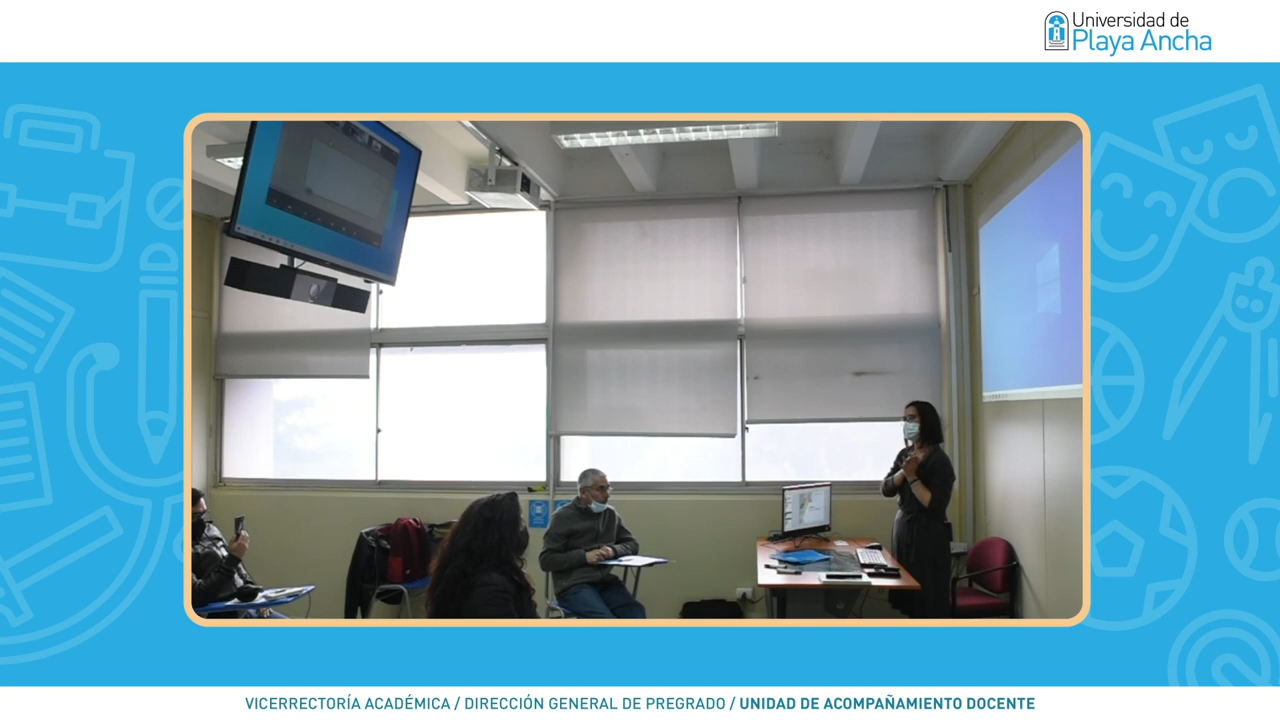 Universidad de
Playa Ancha
VICERRECTORÍA ACADÉMICA / DIRECCIÓN GENERAL DE PREGRADO / UNIDAD DE ACOMPAÑAMIENTO DOCENTE